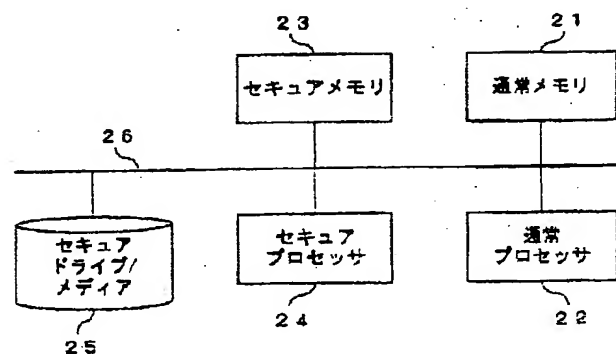 23
21
セキュアメモリ
通常メモリ
26
セキュア
ドライブ/
メディア
セキュア
プロセッサ
通常
プロセッサ
25
24
22